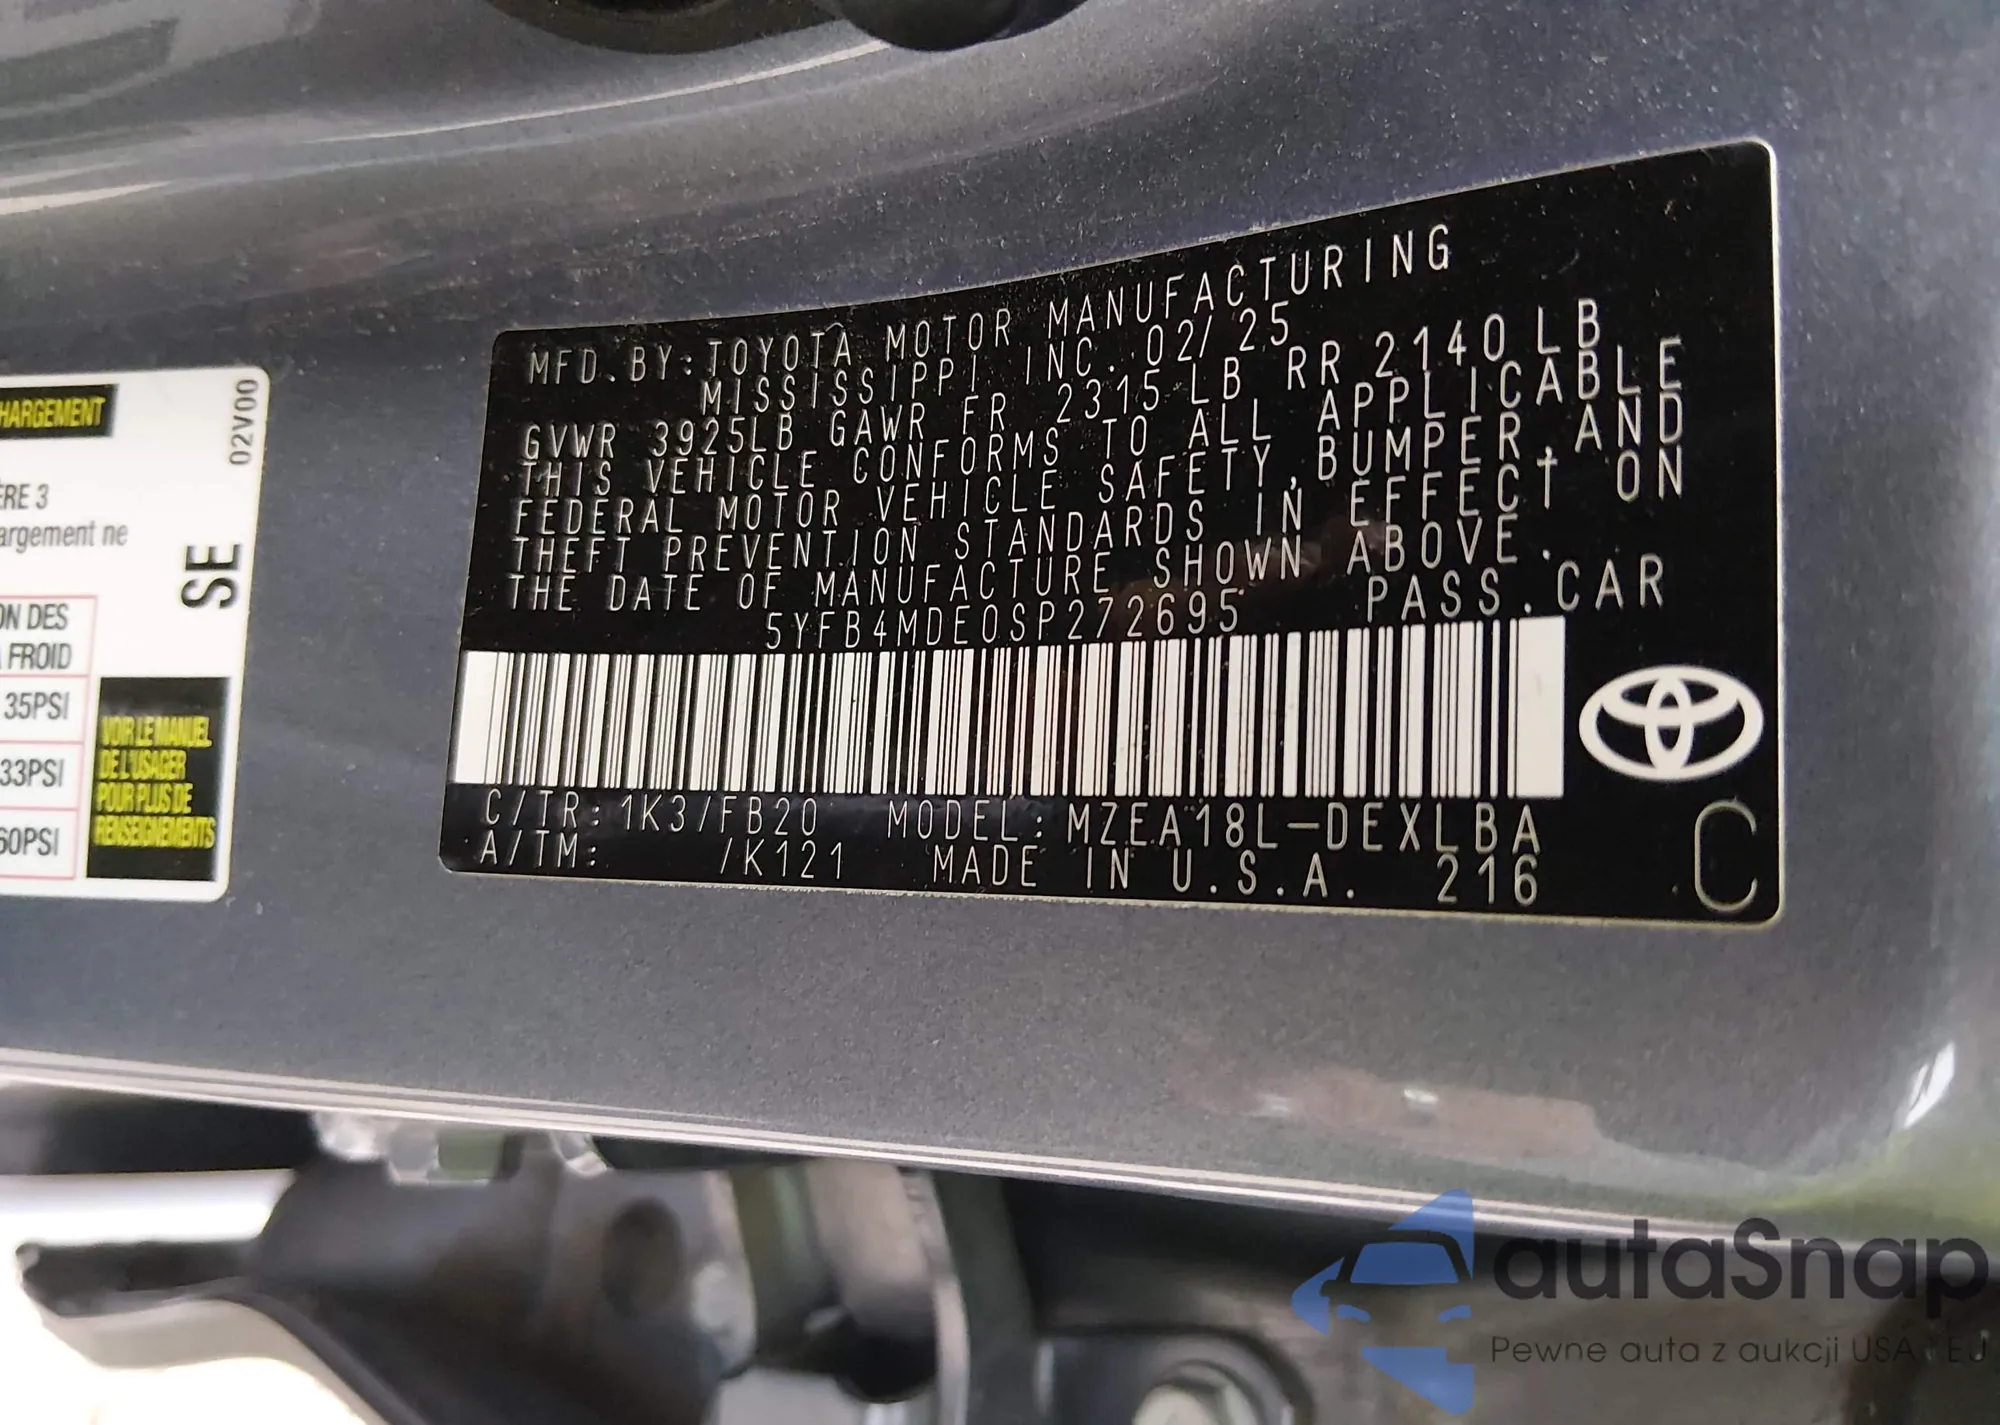 MFD. BY: TOYOTA MOTOR MANUFACTURING
MISSISSIPPI INC. 02/25
GVWR 3925LB GAWR FR 2315 LB RR 2140 LB
THIS VEHICLE CONFORMS TO ALL APPLICABLE
FEDERAL MOTOR VEHICLE SAFETY, BUMPER, AND
THEFT PREVENTION STANDARDS IN EFFECT ON
THE DATE OF MANUFACTURE SHOWN ABOVE.
5YFB4MDE0SP272695 PASS. CAR
C/TR: 1K3/FB20 MODEL: MZEA18L-DEXLBA
A/TM: /K121 MADE IN U.S.A. 216
C
HARGEMENT
02V00
ÈRE 3
argement ne
SE
ON DES
FROID
35PSI
33PSI
60PSI
VOIR LE MANUEL
DE L'USAGER
POUR PLUS DE
RENSEIGNEMENTS
autaSnap
Pewne auta z aukcji USA i EU